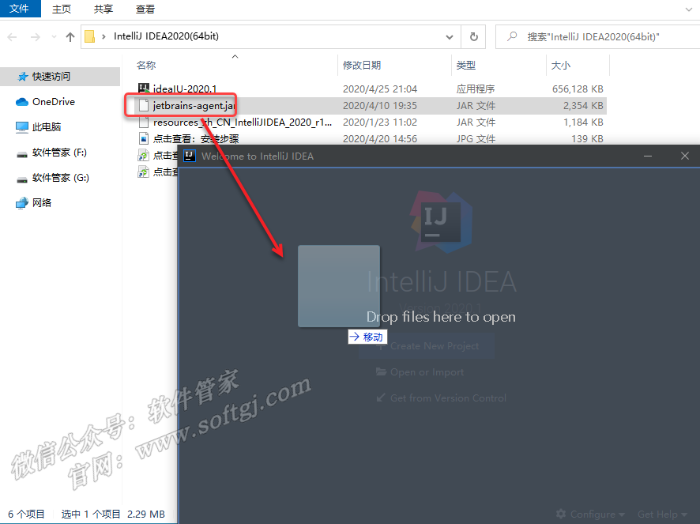 文件 主页 共享 查看
IntelliJ IDEA2020(64bit) 搜索"IntelliJ IDEA2020(64bit)"
名称 修改日期 类型 大小
快速访问
OneDrive
此电脑
软件管家 (F:)
软件管家 (G:)
网络
ideaIU-2020.1 2020/4/25 21:04 应用程序 656,128 KB
jetbrains-agent.jar 2020/4/10 19:35 JAR 文件 2,354 KB
resources_zh_CN_IntelliJIDEA_2020_r1... 2020/1/23 11:02 JAR 文件 1,184 KB
点击查看:安装步骤 2020/4/20 14:56 JPG 文件 139 KB
点击查
点击查
Welcome to IntelliJ IDEA
IJ
IntelliJ IDEA
Drop files here to open
移动
Create New Project
Open or Import
Get from Version Control
Configure Get Help
微信公众号:软件管家
官网:www.softgj.com
6 个项目 选中 1 个项目 2.29 MB